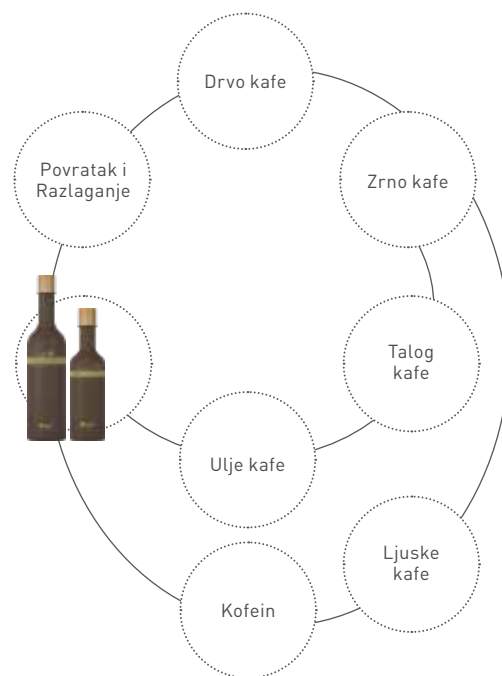 Drvo kafe
Povratak i
Razlaganje
Zrno kafe
Talog
kafe
Ulje kafe
Ljuske
kafe
Kofein